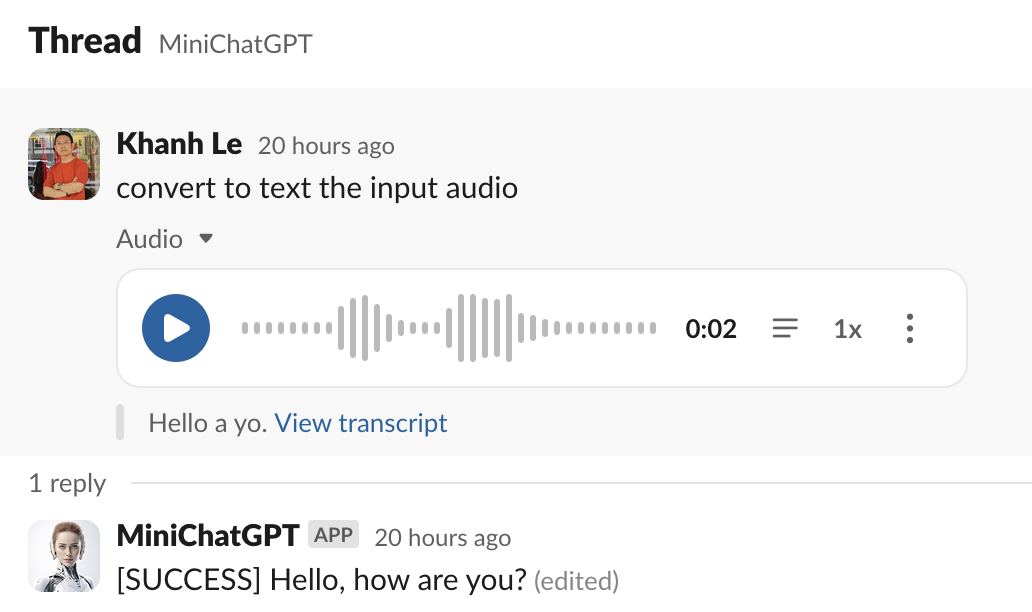 Thread MiniChatGPT
Khanh Le 20 hours ago
convert to text the input audio
Audio
0:02 1x
Hello a yo. View transcript
1 reply
MiniChatGPT APP 20 hours ago
[SUCCESS] Hello, how are you? (edited)